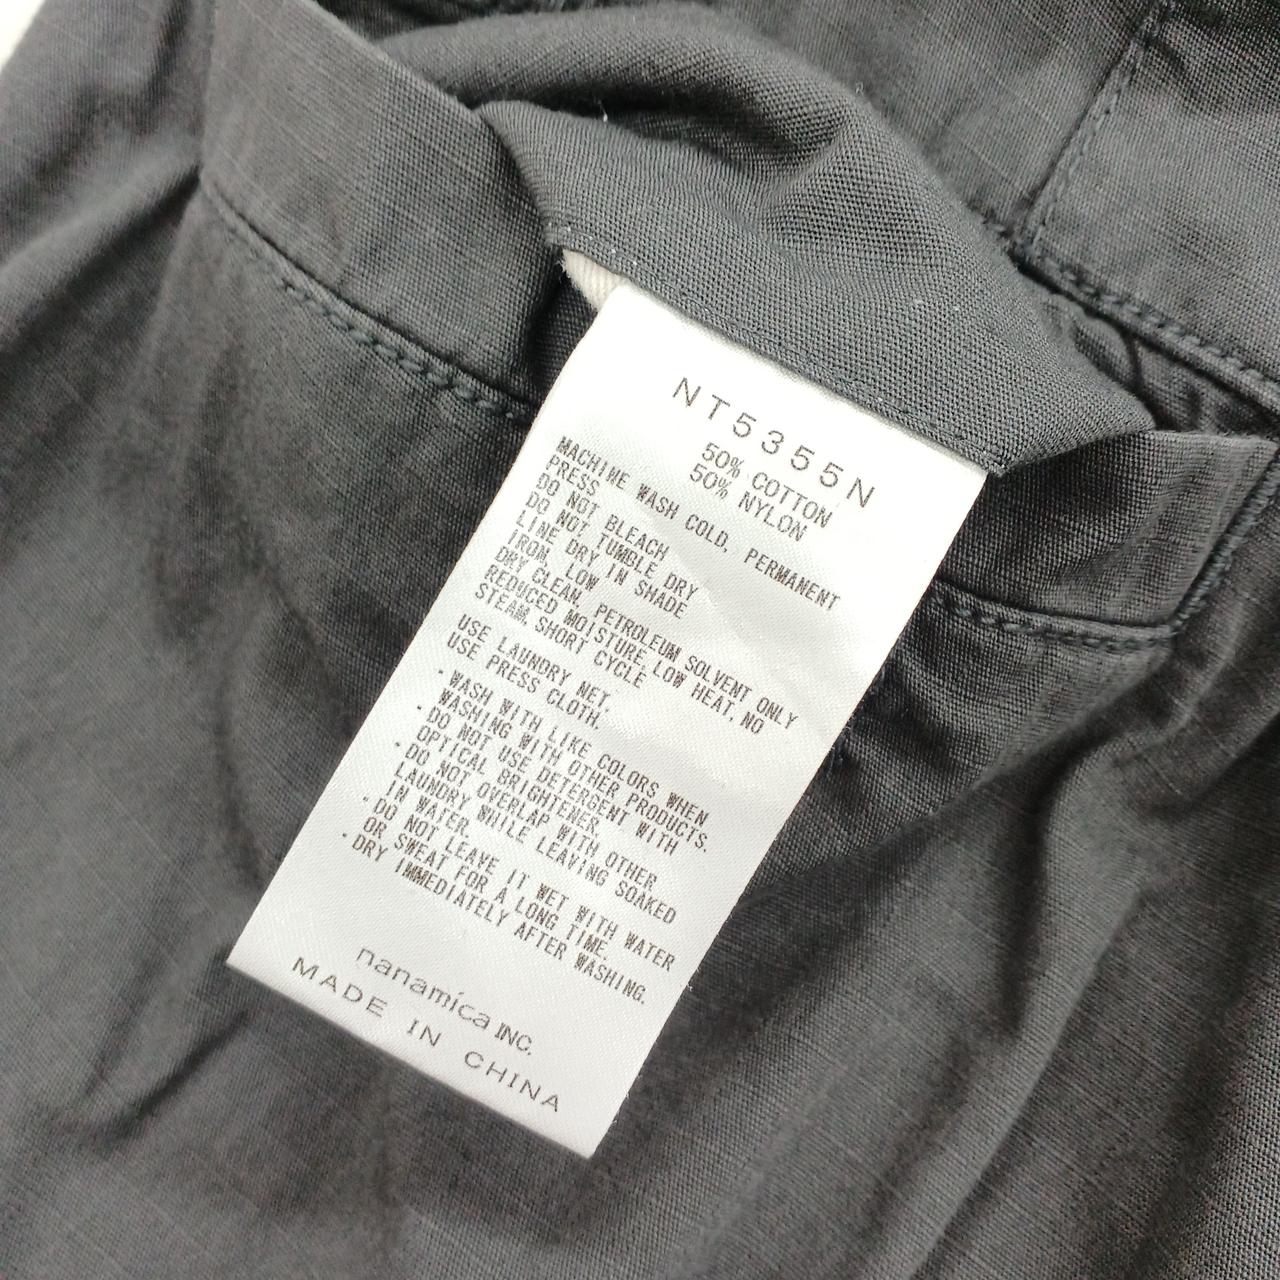 NT5355N
50% COTTON
50% NYLON
MACHINE WASH COLD, PERMANENT
PRESS
DO NOT BLEACH
DO NOT TUMBLE DRY
LINE DRY IN SHADE
IRON, LOW
DRY CLEAN, PETROLEUM SOLVENT ONLY
REDUCED MOISTURE, LOW HEAT, NO
STEAM, SHORT CYCLE
USE LAUNDRY NET,
USE PRESS CLOTH.
・WASH WITH LIKE COLORS WHEN
WASHING WITH OTHER PRODUCTS.
・DO NOT USE DETERGENT WITH
OPTICAL BRIGHTENER.
・DO NOT OVERLAP WITH OTHER
LAUNDRY WHILE LEAVING SOAKED
IN WATER.
・DO NOT LEAVE IT WET WITH WATER
OR SWEAT FOR A LONG TIME.
・DRY IMMEDIATELY AFTER WASHING.
nanamica INC.
MADE IN CHINA